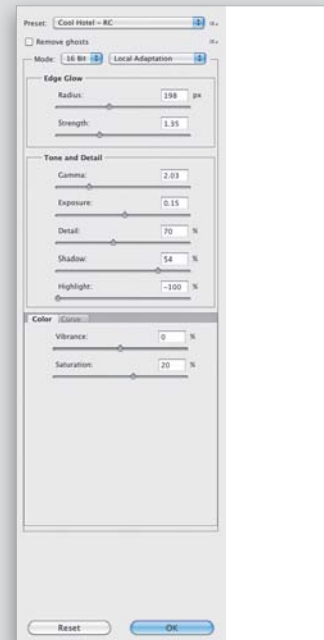 Preset: Cool Hotel – RC
Remove ghosts
Mode: 16 Bit Local Adaptation
Edge Glow
Radius: 198 px
Strength: 1.35
Tone and Detail
Gamma: 2.03
Exposure: 0.15
Detail: 70 %
Shadow: 54 %
Highlight: -100 %
Color Curve
Vibrance: 0 %
Saturation: 20 %
Reset OK